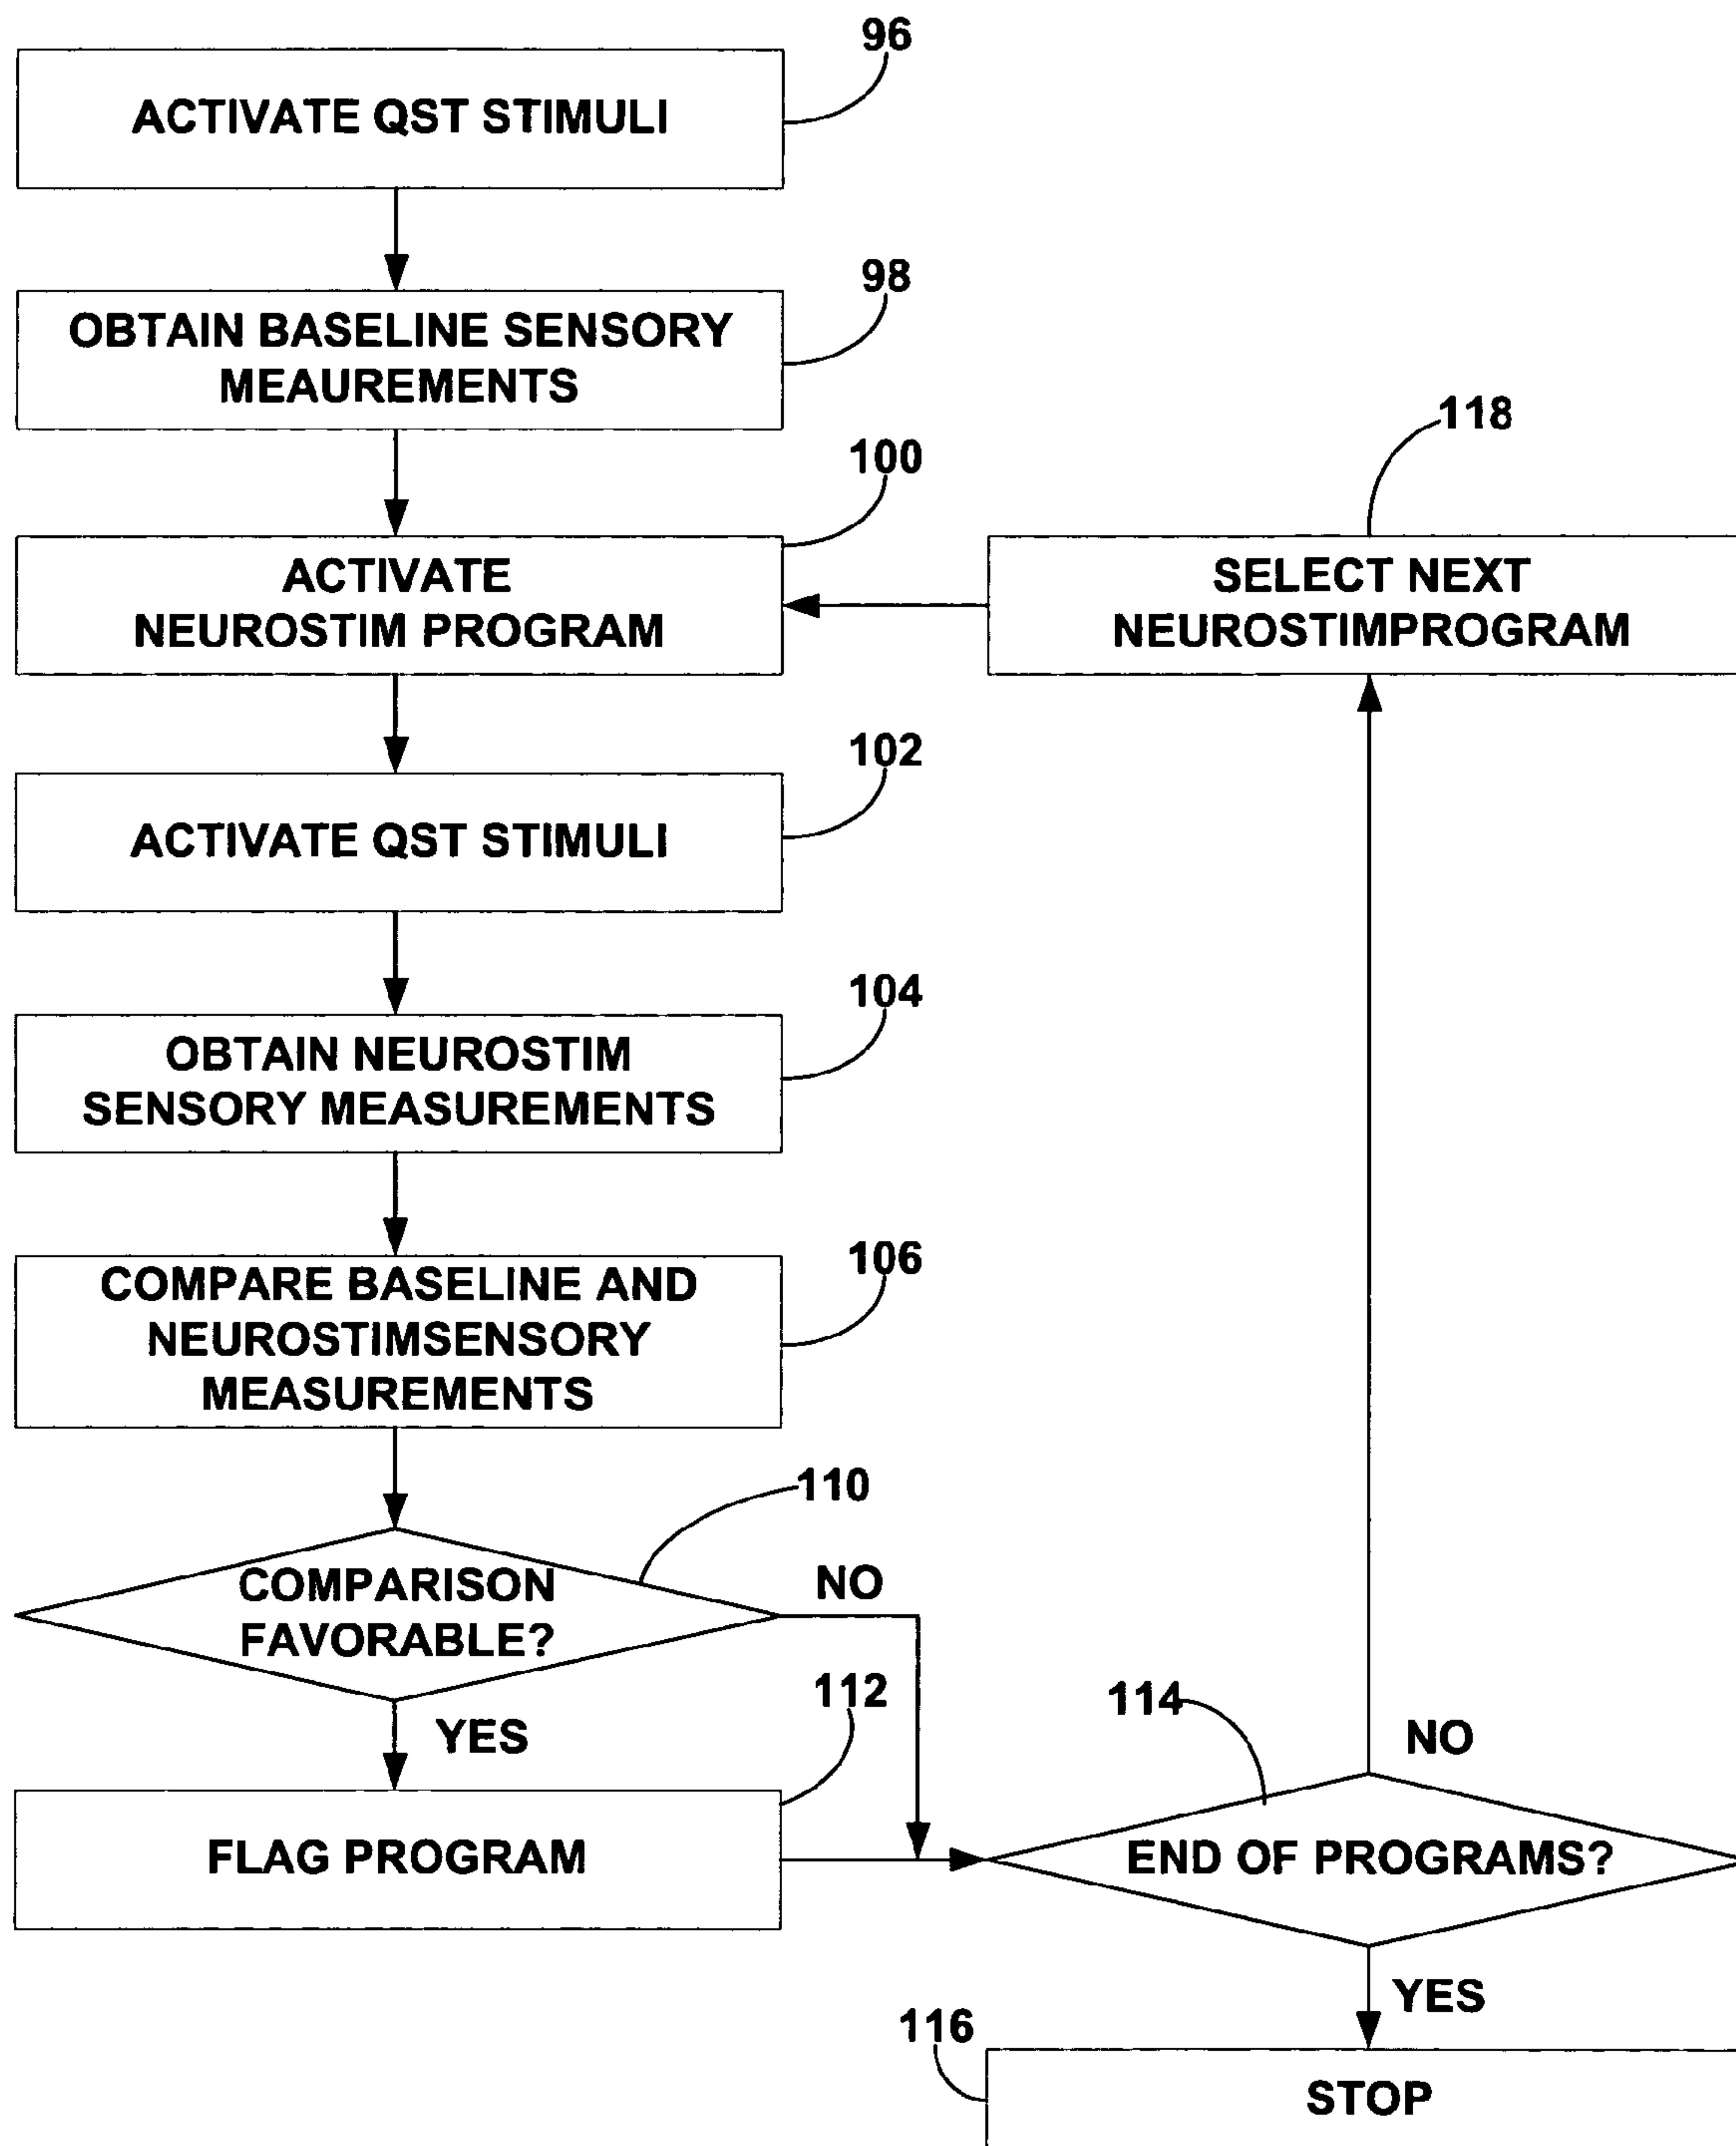 96
ACTIVATE QST STIMULI
98
OBTAIN BASELINE SENSORY
MEAUREMENTS
100
ACTIVATE
NEUROSTIM PROGRAM
118
SELECT NEXT
NEUROSTIMPROGRAM
102
ACTIVATE QST STIMULI
104
OBTAIN NEUROSTIM
SENSORY MEASUREMENTS
106
COMPARE BASELINE AND
NEUROSTIMSENSORY
MEASUREMENTS
110
COMPARISON
FAVORABLE?
NO
YES
112
FLAG PROGRAM
114
NO
END OF PROGRAMS?
YES
116
STOP